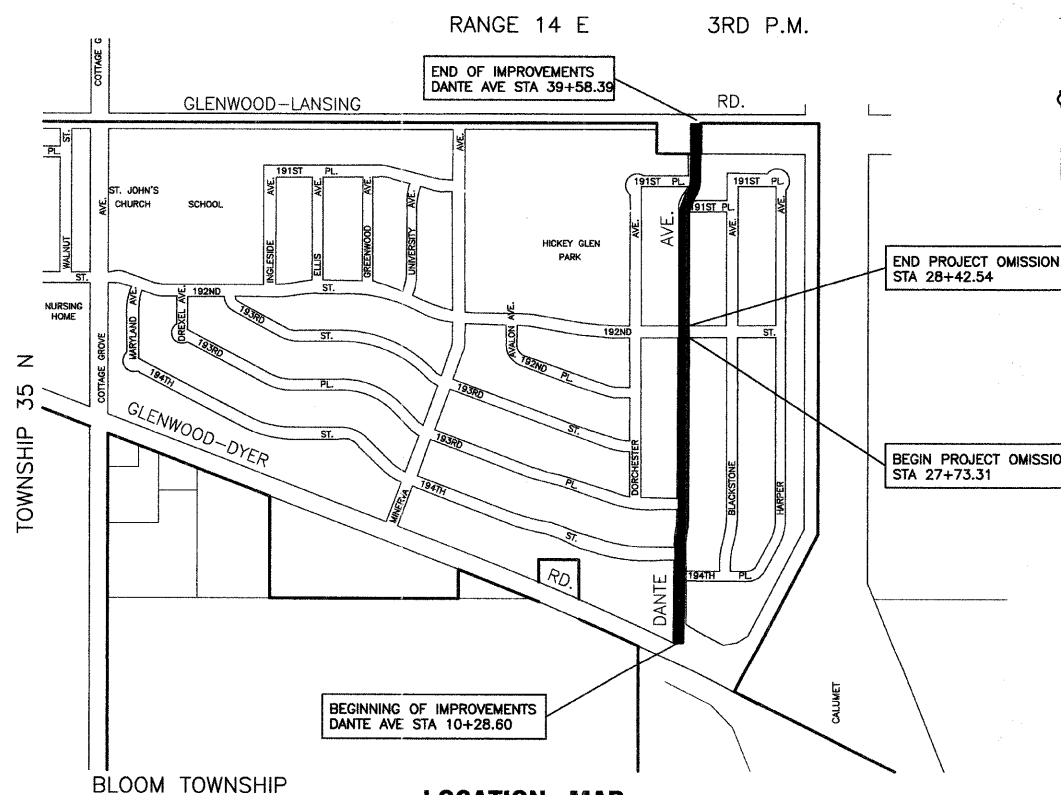 RANGE 14 E 3RD P.M.
COTTAGE G
END OF IMPROVEMENTS
DANTE AVE STA 39+58.39
GLENWOOD-LANSING RD.
ST.
PL.
WALNUT
ST.
AVE.
ST. JOHN'S
CHURCH
SCHOOL
191ST PL.
INGLESIDE AVE.
ELLIS AVE.
GREENWOOD AVE.
UNIVERSITY AVE.
AVE.
HICKEY GLEN
PARK
191ST PL.
AVE.
AVE.
191ST PL.
191ST PL.
AVE.
AVE.
END PROJECT OMISSION
STA 28+42.54
NURSING
HOME
COTTAGE GROVE
MARYLAND AVE.
DREXEL AVE.
192ND ST.
193RD ST.
193RD PL.
194TH ST.
AVALON AVE.
192ND ST.
192ND PL.
193RD ST.
193RD PL.
194TH ST.
MINERVA
DORCHESTER
BLACKSTONE
HARPER
BEGIN PROJECT OMISSIO
STA 27+73.31
TOWNSHIP 35 N
GLENWOOD-DYER
RD.
DANTE
194TH PL.
BEGINNING OF IMPROVEMENTS
DANTE AVE STA 10+28.60
CALUMET
BLOOM TOWNSHIP
LOCATION MAP